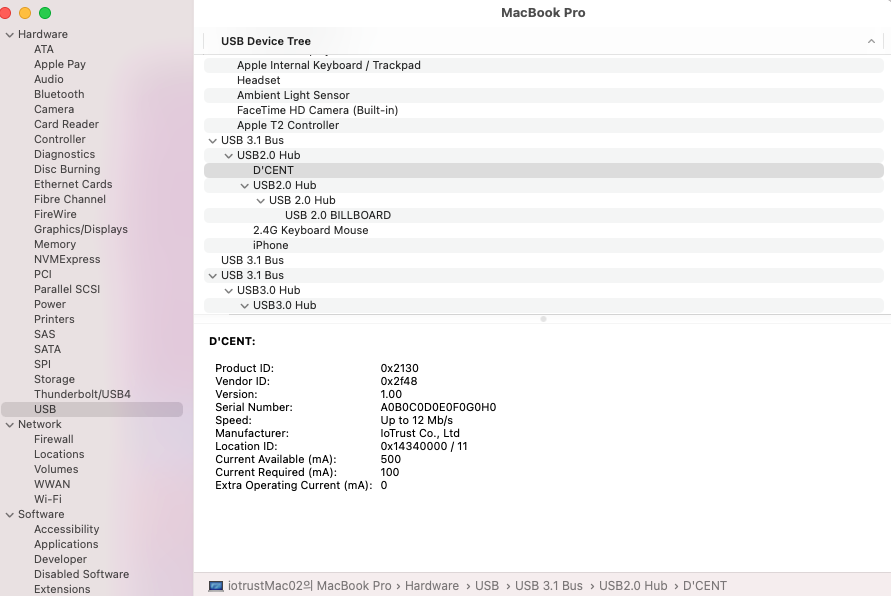 MacBook Pro
Hardware
ATA
Apple Pay
Audio
Bluetooth
Camera
Card Reader
Controller
Diagnostics
Disc Burning
Ethernet Cards
Fibre Channel
FireWire
Graphics/Displays
Memory
NVMExpress
PCI
Parallel SCSI
Power
Printers
SAS
SATA
SPI
Storage
Thunderbolt/USB4
USB
Network
Firewall
Locations
Volumes
WWAN
Wi-Fi
Software
Accessibility
Applications
Developer
Disabled Software
Extensions
USB Device Tree
Apple Internal Keyboard / Trackpad
Headset
Ambient Light Sensor
FaceTime HD Camera (Built-in)
Apple T2 Controller
USB 3.1 Bus
USB2.0 Hub
D'CENT
USB2.0 Hub
USB 2.0 Hub
USB 2.0 BILLBOARD
2.4G Keyboard Mouse
iPhone
USB 3.1 Bus
USB 3.1 Bus
USB3.0 Hub
USB3.0 Hub
D'CENT:
Product ID: 0x2130
Vendor ID: 0x2f48
Version: 1.00
Serial Number: A0B0C0D0E0F0G0H0
Speed: Up to 12 Mb/s
Manufacturer: IoTrust Co., Ltd
Location ID: 0x14340000 / 11
Current Available (mA): 500
Current Required (mA): 100
Extra Operating Current (mA): 0
iotrustMac02의 MacBook Pro › Hardware › USB › USB 3.1 Bus › USB2.0 Hub › D'CENT